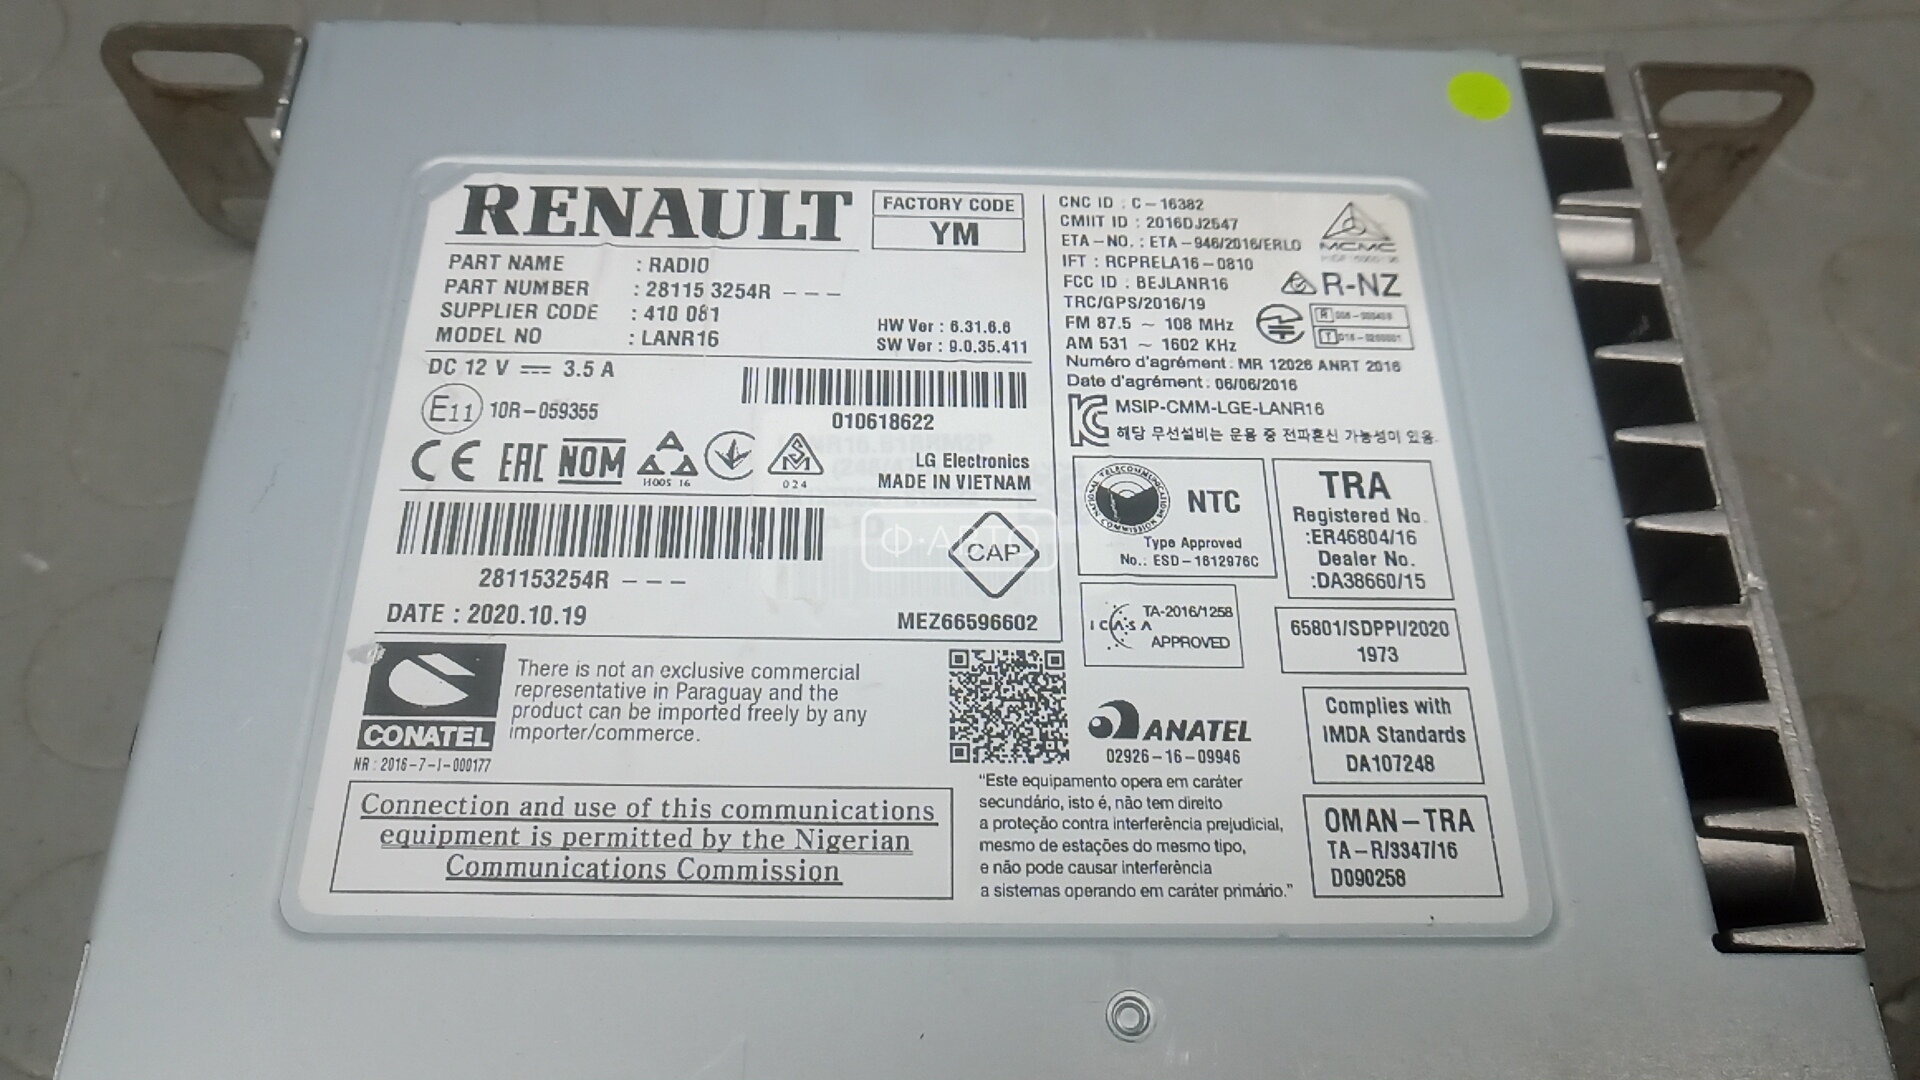 RENAULT
FACTORY CODE
YM
PART NAME : RADIO
PART NUMBER : 28115 3254R - - -
SUPPLIER CODE : 410 081
MODEL NO : LANR16
HW Ver : 6.31.6.6
SW Ver : 9.0.35.411
DC 12 V 3.5 A
010618622
E11 10R-059355
CE EAC NOM
H005 16
024
LG Electronics
MADE IN VIETNAM
Ф·АВТО
CAP
281153254R - - -
DATE : 2020.10.19
MEZ66596602
CONATEL
NR : 2016-7-I-000177
There is not an exclusive commercial
representative in Paraguay and the
product can be imported freely by any
importer/commerce.
Connection and use of this communications
equipment is permitted by the Nigerian
Communications Commission
CNC ID : C-16382
CMIIT ID : 2016DJ2547
ETA-NO. : ETA-946/2016/ERLO
IFT : RCPRELA16-0810
FCC ID : BEJLANR16
TRC/GPS/2016/19
FM 87.5 ~ 108 MHz
AM 531 ~ 1602 KHz
MCMC
R-NZ
R
T
Numéro d'agrément : MR 12026 ANRT 2016
Date d'agrément : 06/06/2016
MSIP-CMM-LGE-LANR16
해당 무선설비는 운용 중 전파혼신 가능성이 있음.
NATIONAL TELECOMMUNICATIONS COMMISSION
NTC
Type Approved
No.: ESD-1612976C
TRA
Registered No.
:ER46804/16
Dealer No.
:DA38660/15
ICASA
TA-2016/1258
APPROVED
65801/SDPPI/2020
1973
ANATEL
02926-16-09946
"Este equipamento opera em caráter
secundário, isto é, não tem direito
a proteção contra interferência prejudicial,
mesmo de estações do mesmo tipo,
e não pode causar interferência
a sistemas operando em caráter primário."
Complies with
IMDA Standards
DA107248
OMAN-TRA
TA-R/3347/16
D090258